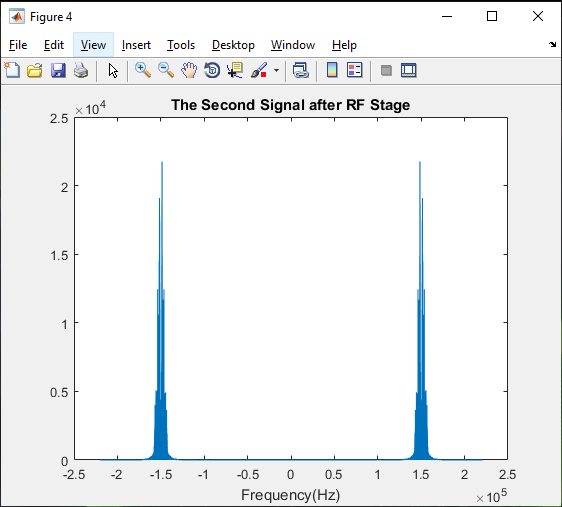 Figure 4
File Edit View Insert Tools Desktop Window Help
The Second Signal after RF Stage
×10^4
2.5
2
1.5
1
0.5
0
-2.5 -2 -1.5 -1 -0.5 0 0.5 1 1.5 2 2.5
Frequency(Hz)
×10^5